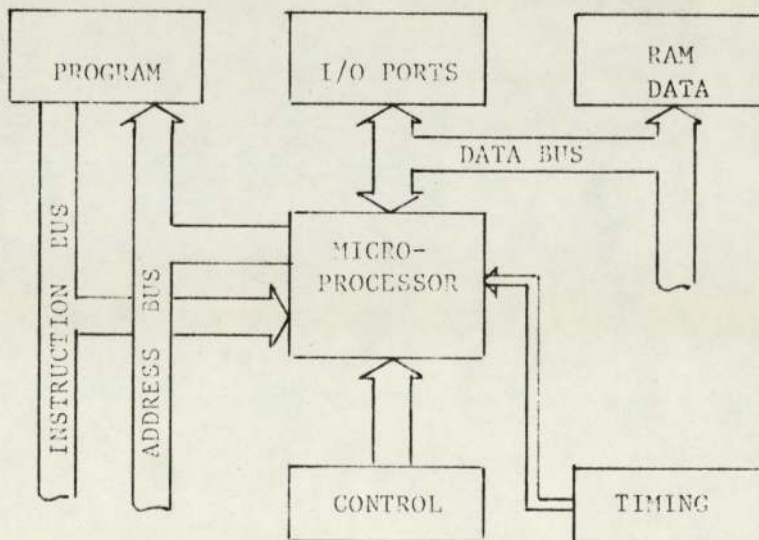 PROGRAM
I/O PORTS
RAM
DATA
DATA BUS
MICRO-
PROCESSOR
INSTRUCTION BUS
ADDRESS BUS
CONTROL
TIMING